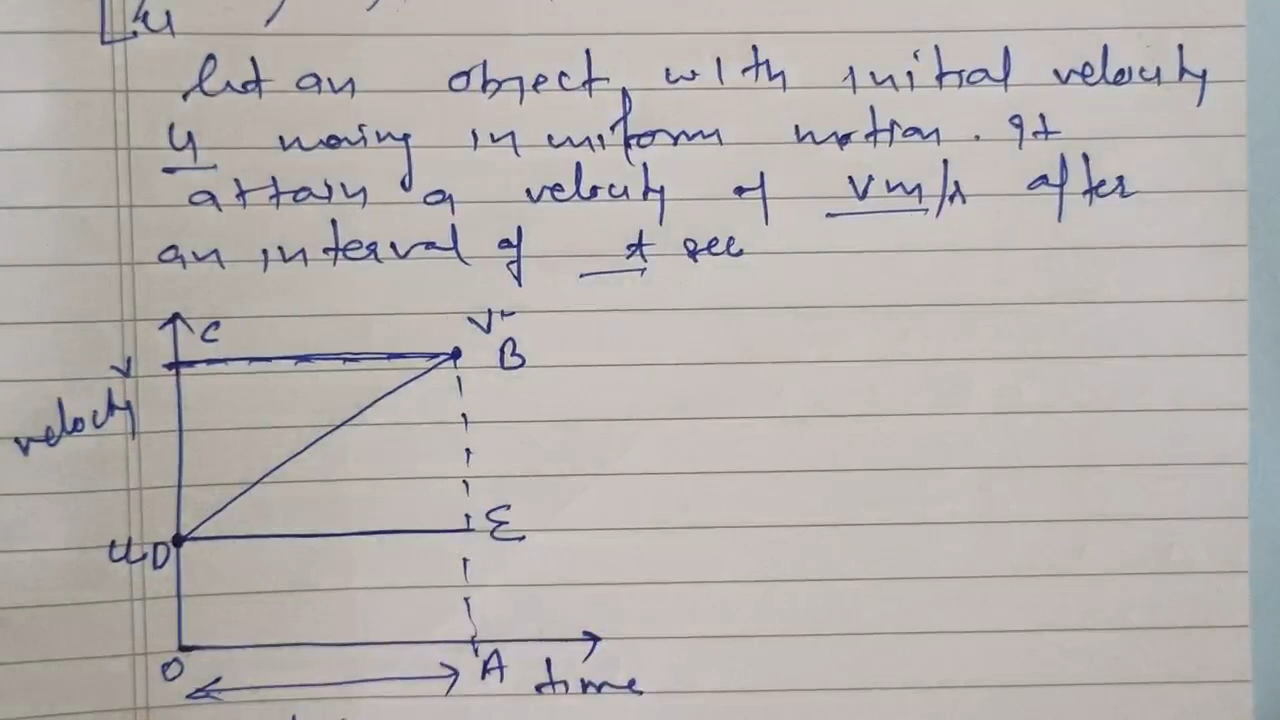 u
Let an object, with initial velocity
u moving in uniform motion. It
attain a velocity of v m/s after
an interval of t sec
C
v
B
v
velocity
E
u D
O
A time